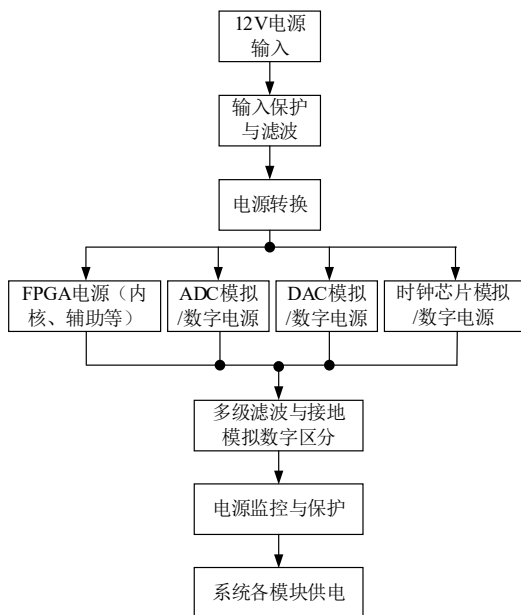 12V电源
输入
输入保护
与滤波
电源转换
FPGA电源（内
核、辅助等）
ADC模拟
/数字电源
DAC模拟
/数字电源
时钟芯片模拟
/数字电源
多级滤波与接地
模拟数字区分
电源监控与保护
系统各模块供电